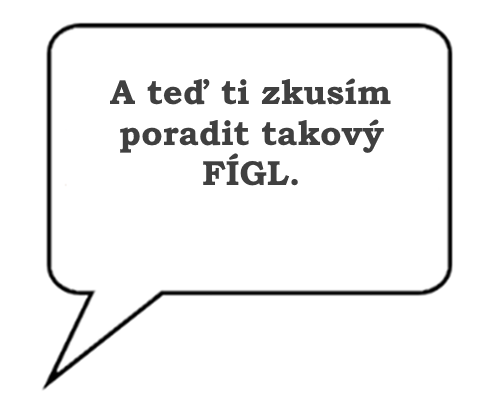 A teď ti zkusím
poradit takový
FÍGL.